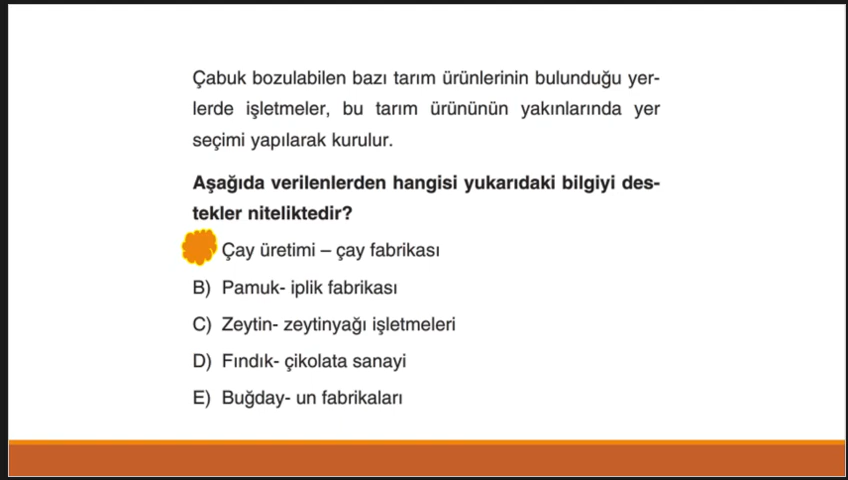 Çabuk bozulabilen bazı tarım ürünlerinin bulunduğu yer-
lerde işletmeler, bu tarım ürününün yakınlarında yer
seçimi yapılarak kurulur.
Aşağıda verilenlerden hangisi yukarıdaki bilgiyi des-
tekler niteliktedir?
Çay üretimi – çay fabrikası
B) Pamuk- iplik fabrikası
C) Zeytin- zeytinyağı işletmeleri
D) Fındık- çikolata sanayi
E) Buğday- un fabrikaları